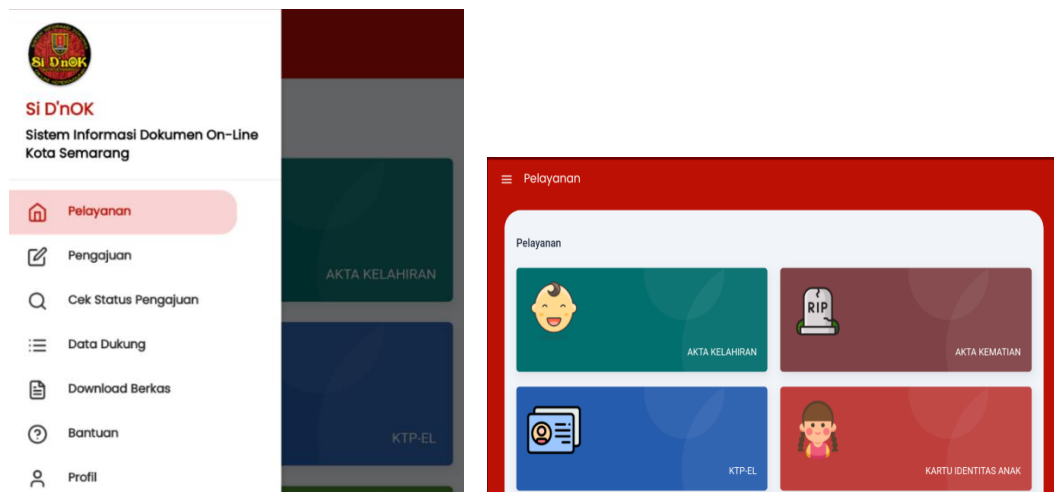 Si D'nOK
Si D'nOK
Sistem Informasi Dokumen On-Line
Kota Semarang
Pelayanan
Pengajuan
Cek Status Pengajuan
Data Dukung
Download Berkas
Bantuan
Profil
AKTA KELAHIRAN
KTP-EL
Pelayanan
Pelayanan
AKTA KELAHIRAN
RIP
AKTA KEMATIAN
KTP-EL
KARTU IDENTITAS ANAK